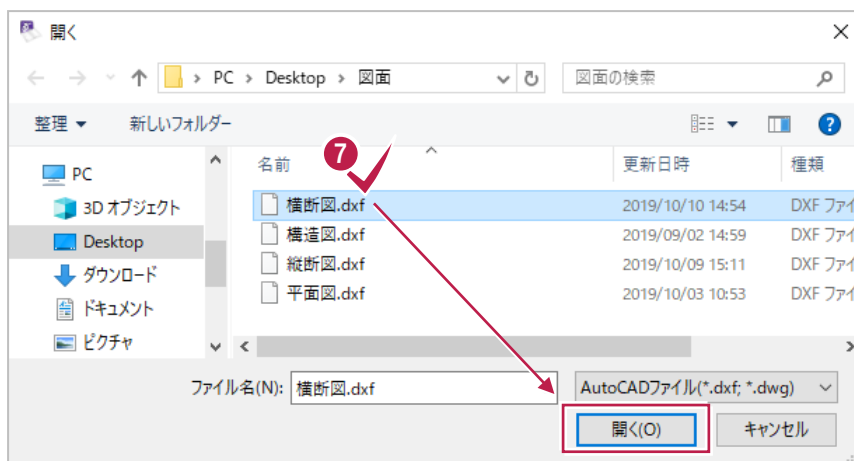 開く
PC > Desktop > 図面
図面の検索
整理
新しいフォルダー
?
PC
3D オブジェクト
Desktop
ダウンロード
ドキュメント
ピクチャ
名前
更新日時
種類
7
横断図.dxf 2019/10/10 14:54 DXF ファイ
構造図.dxf 2019/09/02 14:59 DXF ファイ
縦断図.dxf 2019/10/09 15:11 DXF ファイ
平面図.dxf 2019/10/03 10:53 DXF ファイ
ファイル名(N): 横断図.dxf
AutoCADファイル(*.dxf; *.dwg)
開く(O)
キャンセル